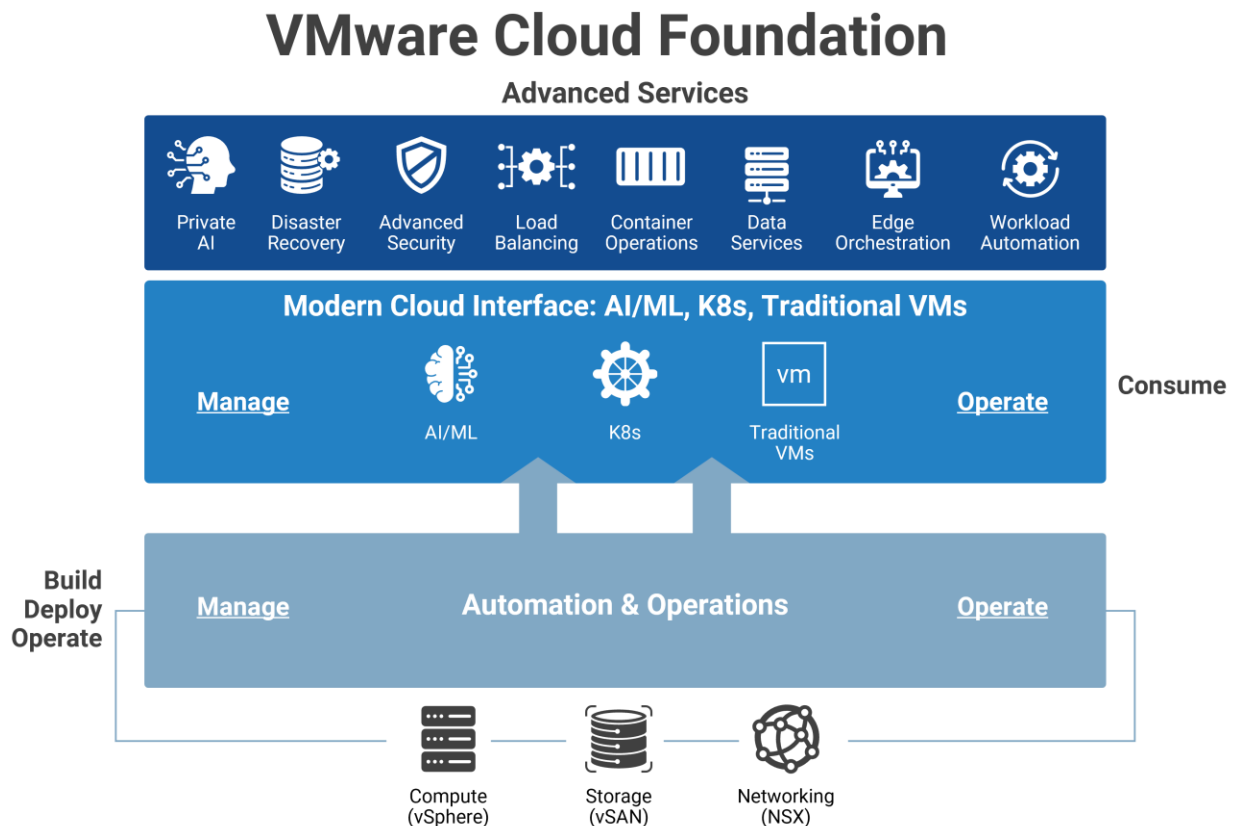 VMware Cloud Foundation
Advanced Services
Private
AI
Disaster
Recovery
Advanced
Security
Load
Balancing
Container
Operations
Data
Services
Edge
Orchestration
Workload
Automation
Modern Cloud Interface: AI/ML, K8s, Traditional VMs
Manage
AI/ML
K8s
vm
Traditional
VMs
Operate
Consume
Build
Deploy
Operate
Manage
Automation & Operations
Operate
Compute
(vSphere)
Storage
(vSAN)
Networking
(NSX)